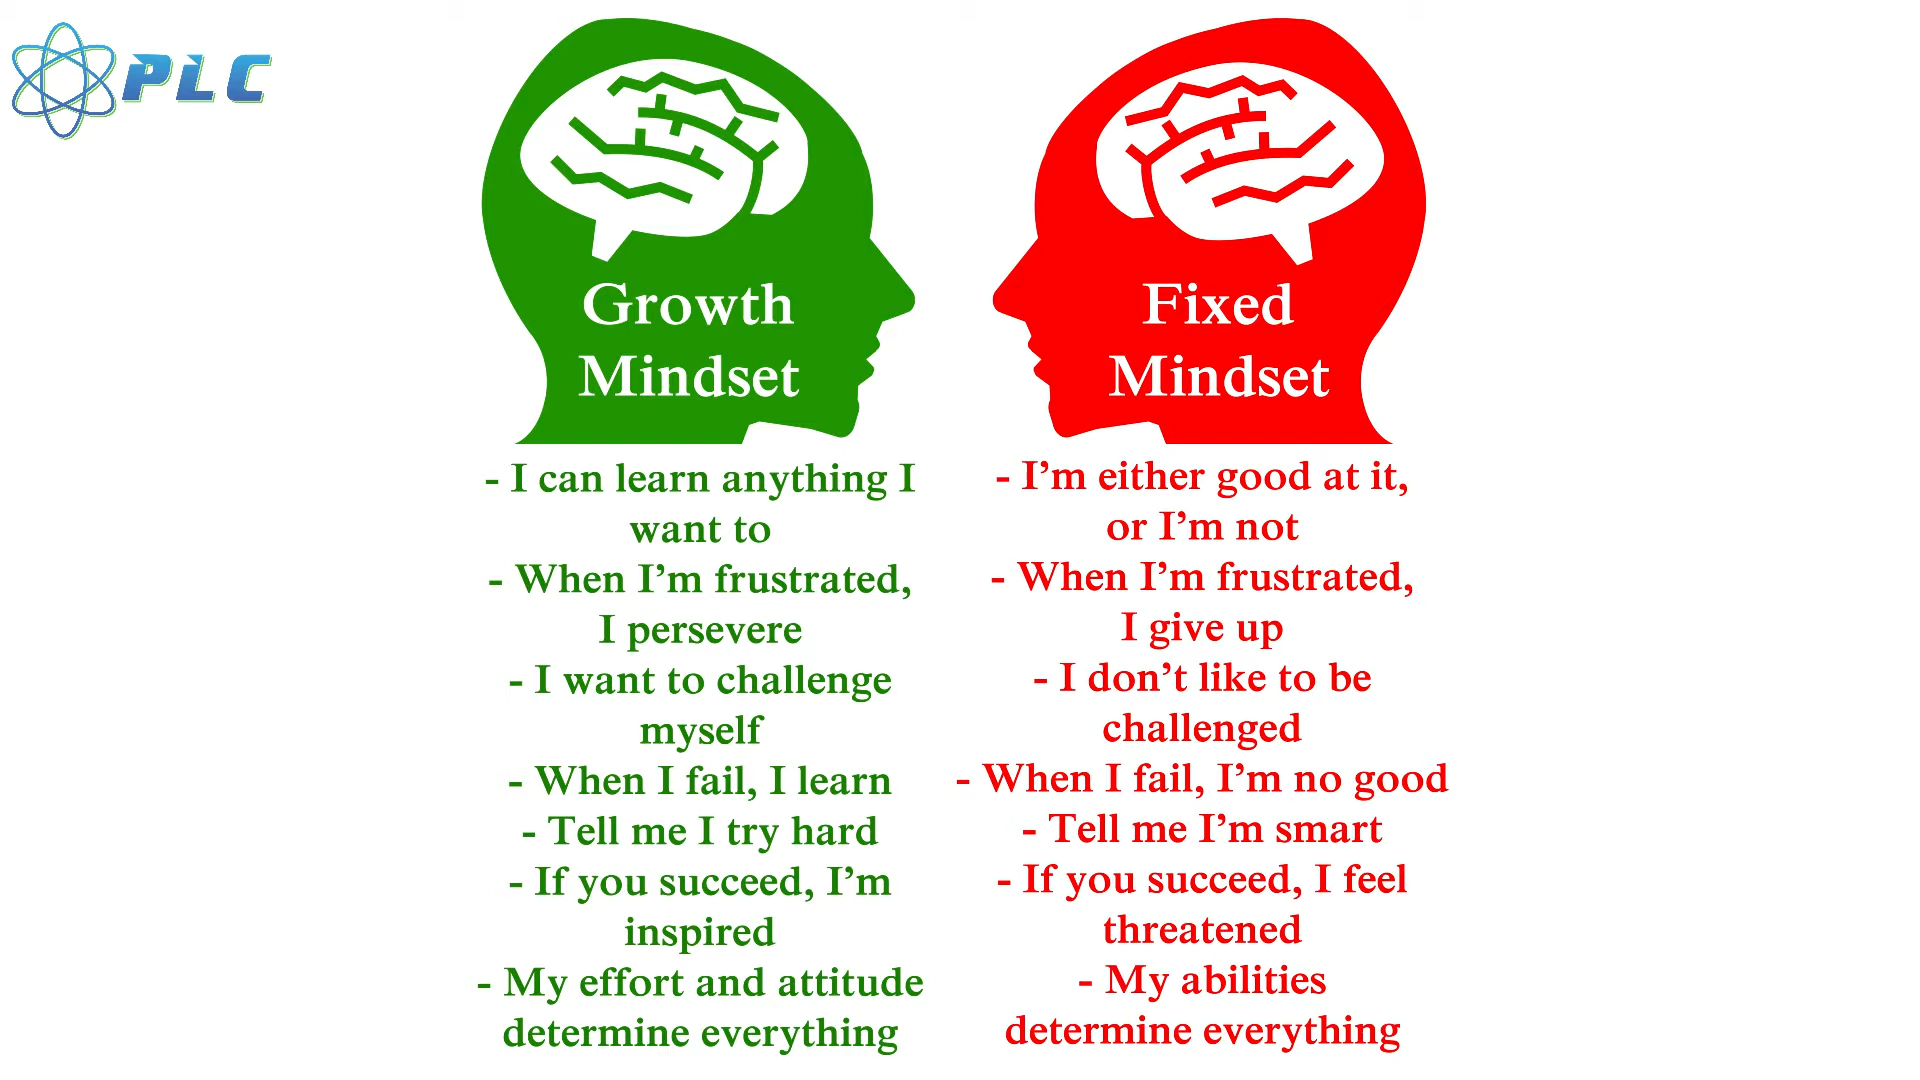 PLC
Growth
Mindset
- I can learn anything I
want to
- When I’m frustrated,
I persevere
- I want to challenge
myself
- When I fail, I learn
- Tell me I try hard
- If you succeed, I’m
inspired
- My effort and attitude
determine everything
Fixed
Mindset
- I’m either good at it,
or I’m not
- When I’m frustrated,
I give up
- I don’t like to be
challenged
- When I fail, I’m no good
- Tell me I’m smart
- If you succeed, I feel
threatened
- My abilities
determine everything